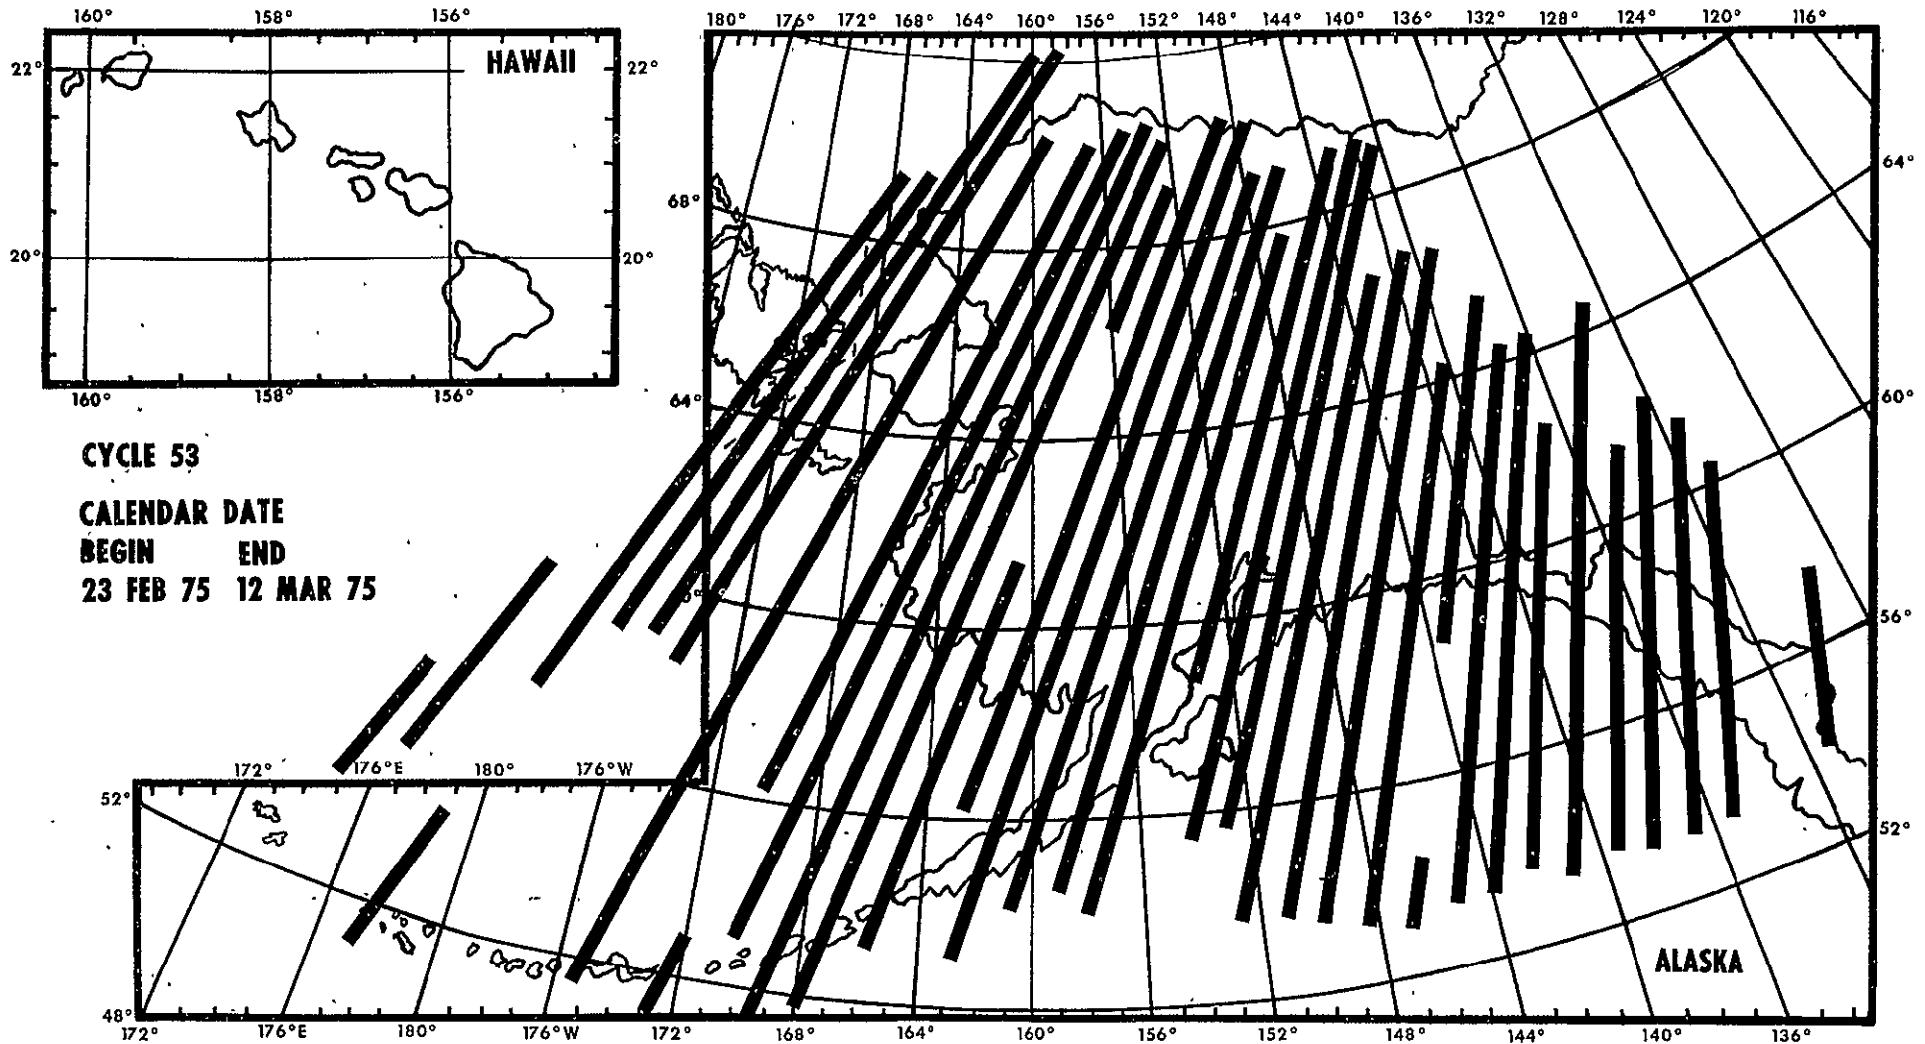 160° 158° 156°
HAWAII
22° 22°
20° 20°
160° 158° 156°
CYCLE 53
CALENDAR DATE
BEGIN END
23 FEB 75 12 MAR 75
180° 176° 172° 168° 164° 160° 156° 152° 148° 144° 140° 136° 132° 128° 124° 120° 116°
68°
64°
64°
60°
56°
52°
172° 176°E 180° 176°W
52°
48°
ALASKA
172° 176°E 180° 176°W 172° 168° 164° 160° 156° 152° 148° 144° 140° 136°